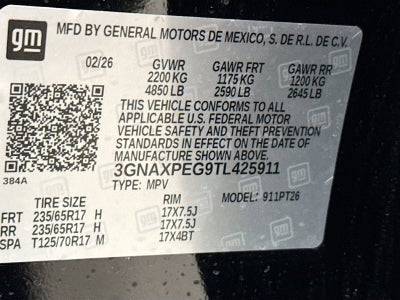 gm
MFD BY GENERAL MOTORS DE MEXICO, S. DE R.L. DE C.V.
02/26 GVWR GAWR FRT GAWR RR
2200 KG 1175 KG 1200 KG
4850 LB 2590 LB 2645 LB
THIS VEHICLE CONFORMS TO ALL
APPLICABLE U.S. FEDERAL MOTOR
VEHICLE SAFETY AND THEFT PREVENTION
STANDARDS IN EFFECT ON THE DATE OF
MANUFACTURE SHOWN ABOVE.
384A
3GNAXPEG9TL425911
TYPE: MPV MODEL: 911PT26
TIRE SIZE RIM
FRT 235/65R17 H 17X7.5J
RR 235/65R17 H 17X7.5J
SPA T125/70R17 M 17X4BT